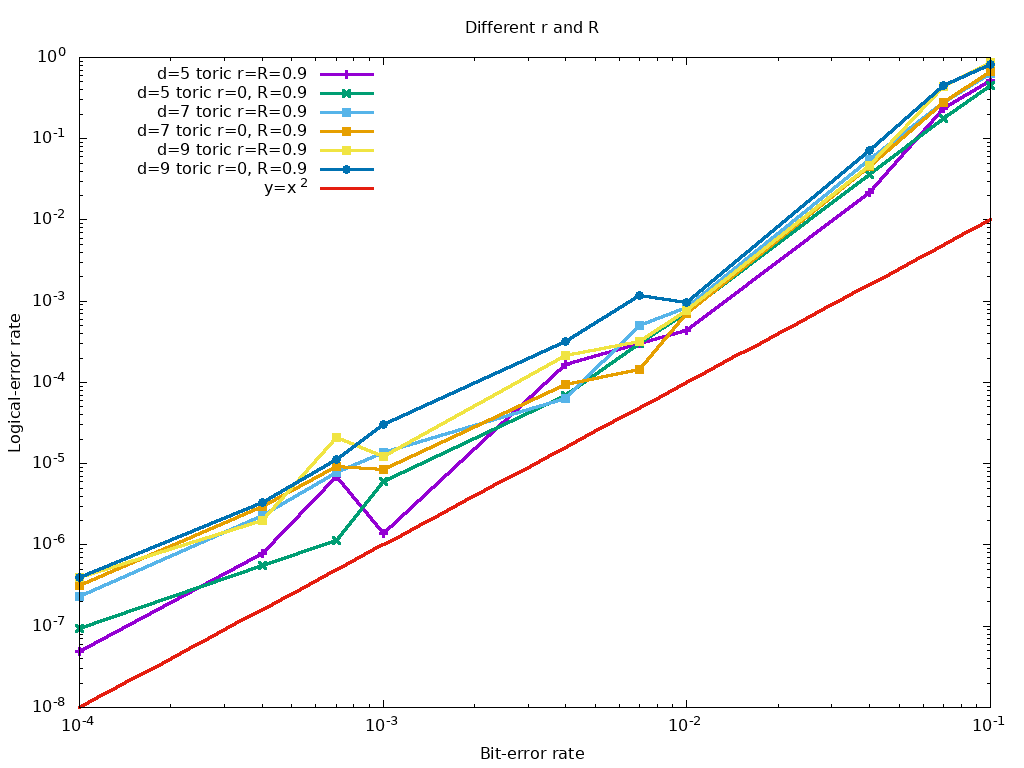 Different r and R
10^0
10^-1
10^-2
10^-3
10^-4
10^-5
10^-6
10^-7
10^-8
Logical-error rate
d=5 toric r=R=0.9
d=5 toric r=0, R=0.9
d=7 toric r=R=0.9
d=7 toric r=0, R=0.9
d=9 toric r=R=0.9
d=9 toric r=0, R=0.9
y=x^2
10^-4 10^-3 10^-2 10^-1
Bit-error rate